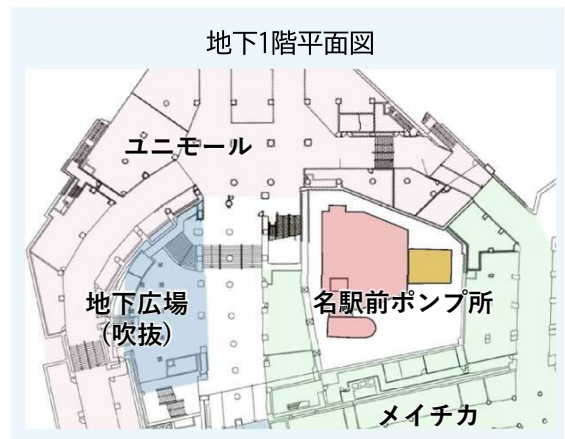 地下1階平面図
ユニモール
地下広場
(吹抜)
名駅前ポンプ所
メイチカ